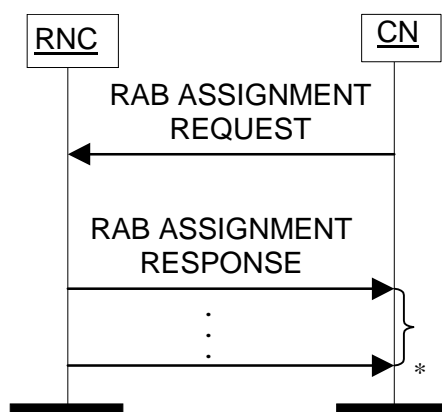 RNC
CN
RAB ASSIGNMENT
REQUEST
RAB ASSIGNMENT
RESPONSE
.
.
.
*